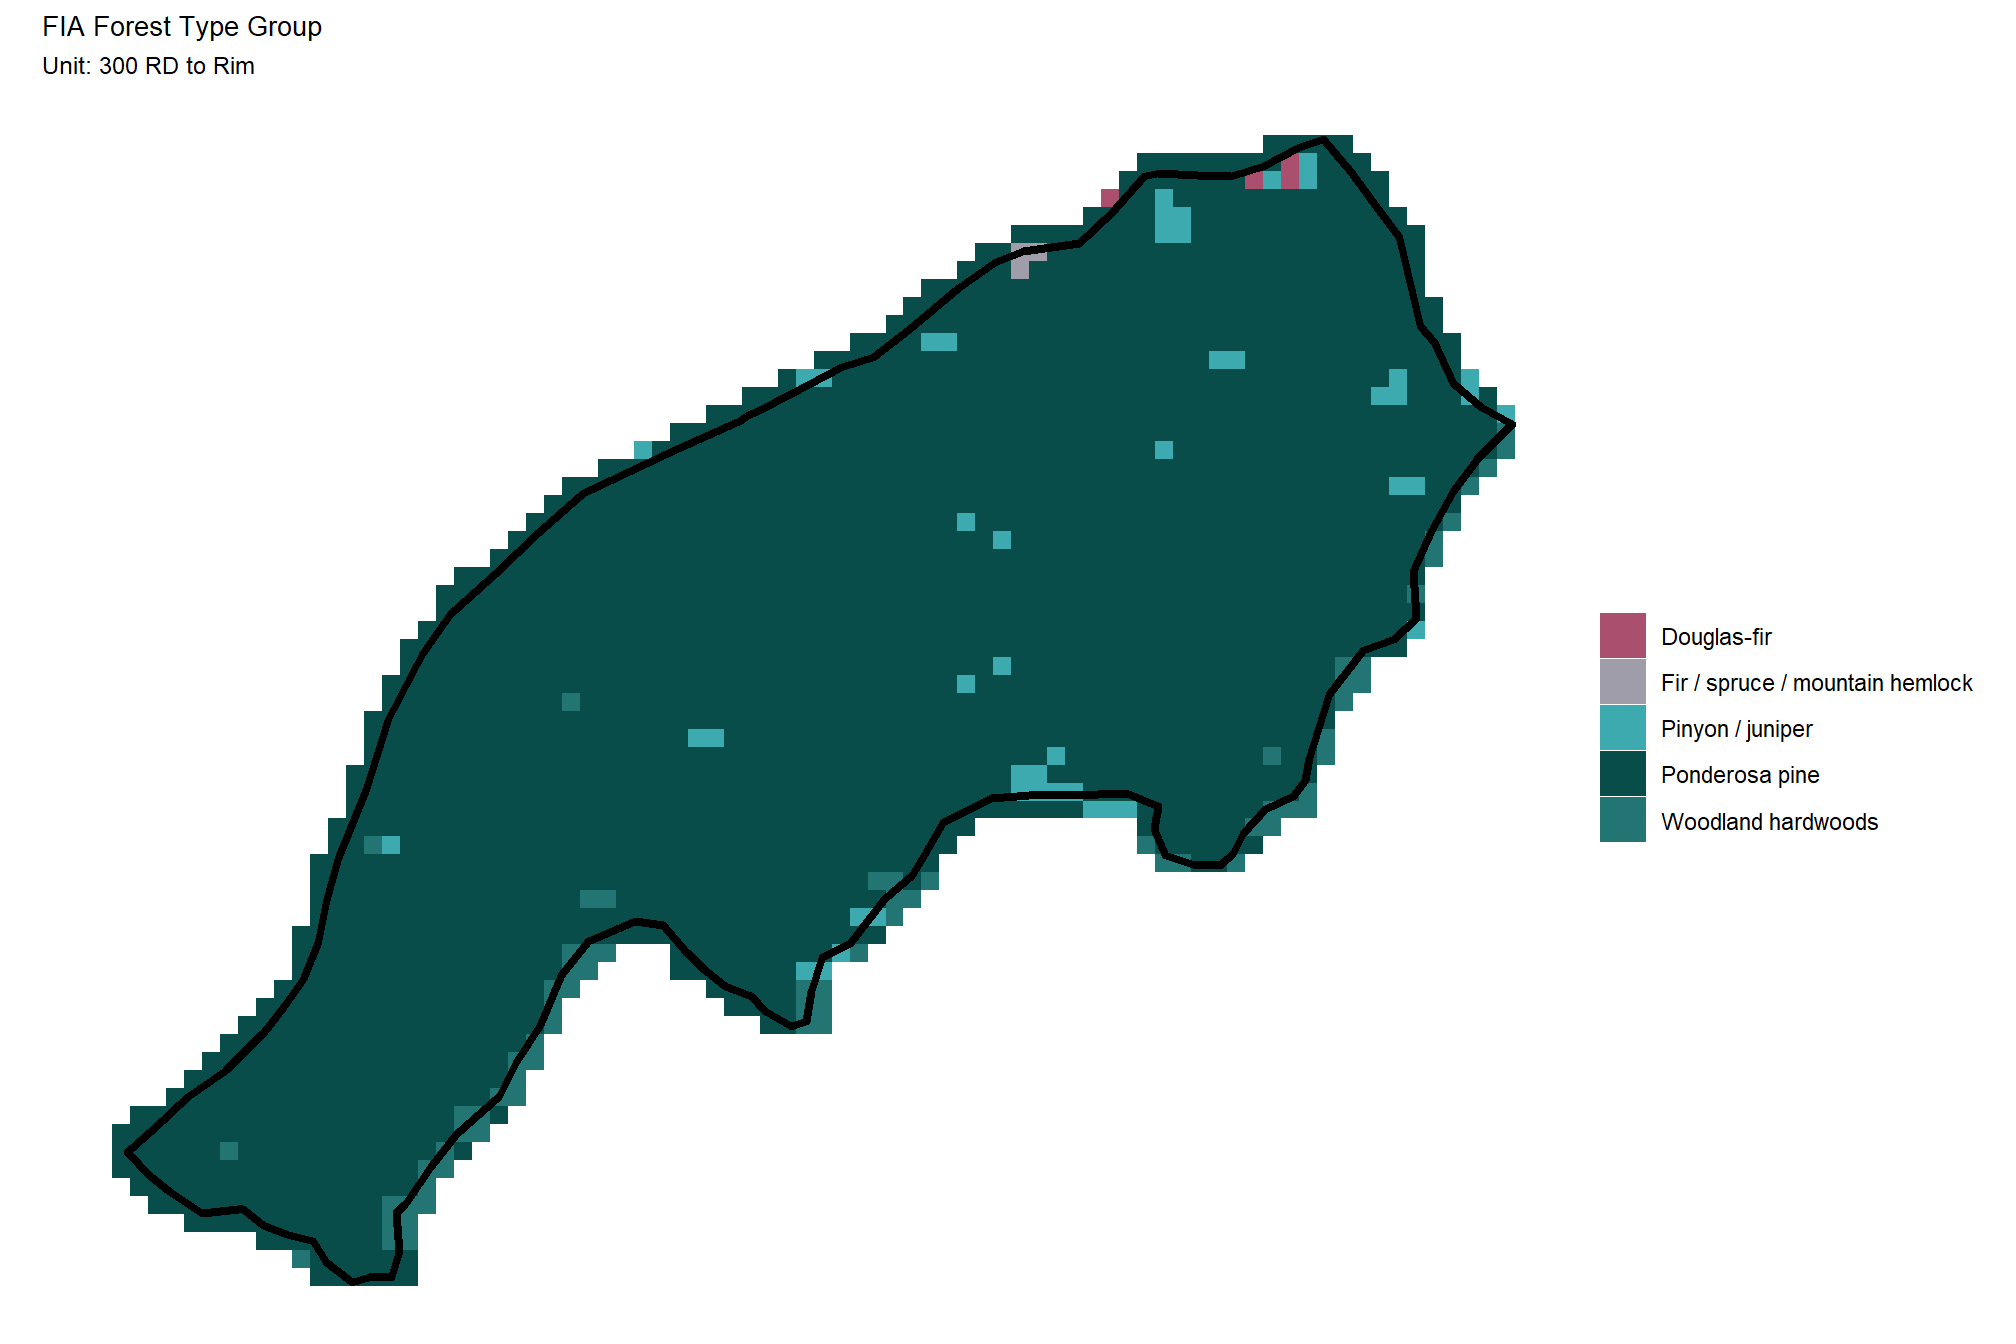 FIA Forest Type Group
Unit: 300 RD to Rim
Douglas-fir
Fir / spruce / mountain hemlock
Pinyon / juniper
Ponderosa pine
Woodland hardwoods